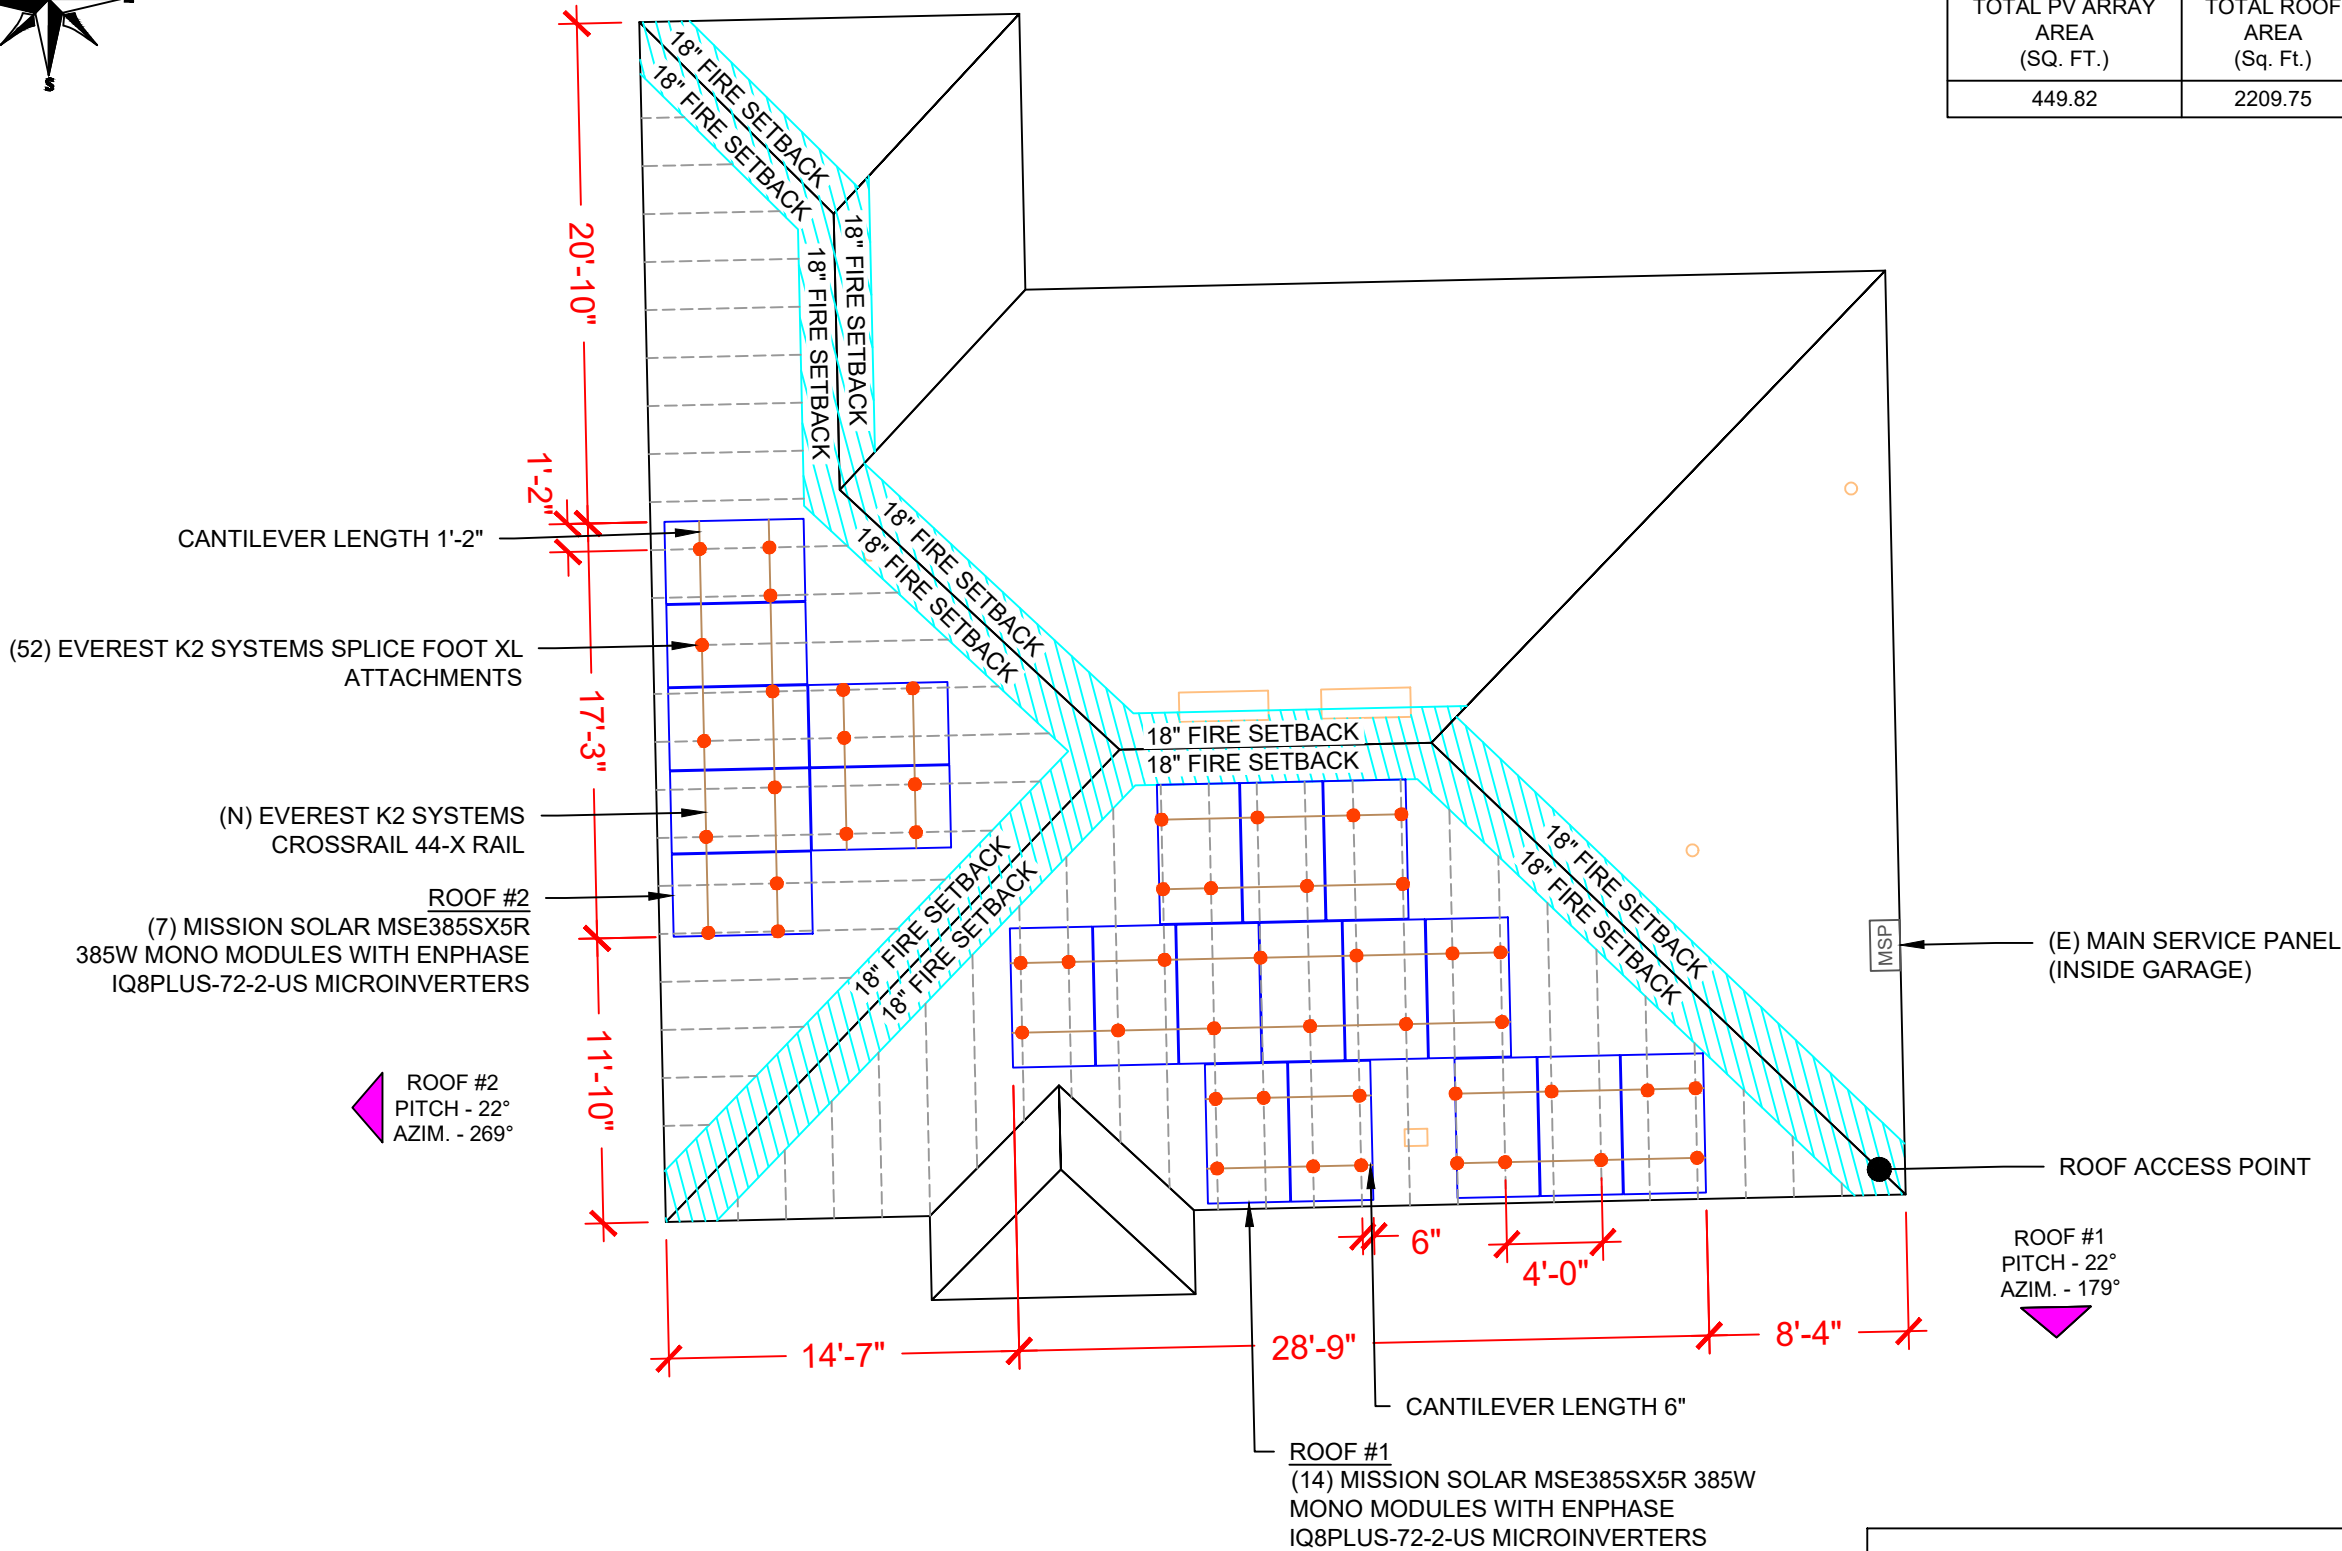 S
TOTAL PV ARRAY
AREA
(SQ. FT.)
TOTAL ROOF
AREA
(Sq. Ft.)
449.82
2209.75
18" FIRE SETBACK
18" FIRE SETBACK
18" FIRE SETBACK
18" FIRE SETBACK
20'-10"
1'-2"
CANTILEVER LENGTH 1'-2"
18" FIRE SETBACK
18" FIRE SETBACK
(52) EVEREST K2 SYSTEMS SPLICE FOOT XL
ATTACHMENTS
17'-3"
18" FIRE SETBACK
18" FIRE SETBACK
(N) EVEREST K2 SYSTEMS
CROSSRAIL 44-X RAIL
18" FIRE SETBACK
18" FIRE SETBACK
18" FIRE SETBACK
18" FIRE SETBACK
ROOF #2
(7) MISSION SOLAR MSE385SX5R
385W MONO MODULES WITH ENPHASE
IQ8PLUS-72-2-US MICROINVERTERS
MSP
(E) MAIN SERVICE PANEL
(INSIDE GARAGE)
11'-10"
ROOF #2
PITCH - 22°
AZIM. - 269°
ROOF ACCESS POINT
6"
4'-0"
ROOF #1
PITCH - 22°
AZIM. - 179°
14'-7"
28'-9"
8'-4"
CANTILEVER LENGTH 6"
ROOF #1
(14) MISSION SOLAR MSE385SX5R 385W
MONO MODULES WITH ENPHASE
IQ8PLUS-72-2-US MICROINVERTERS